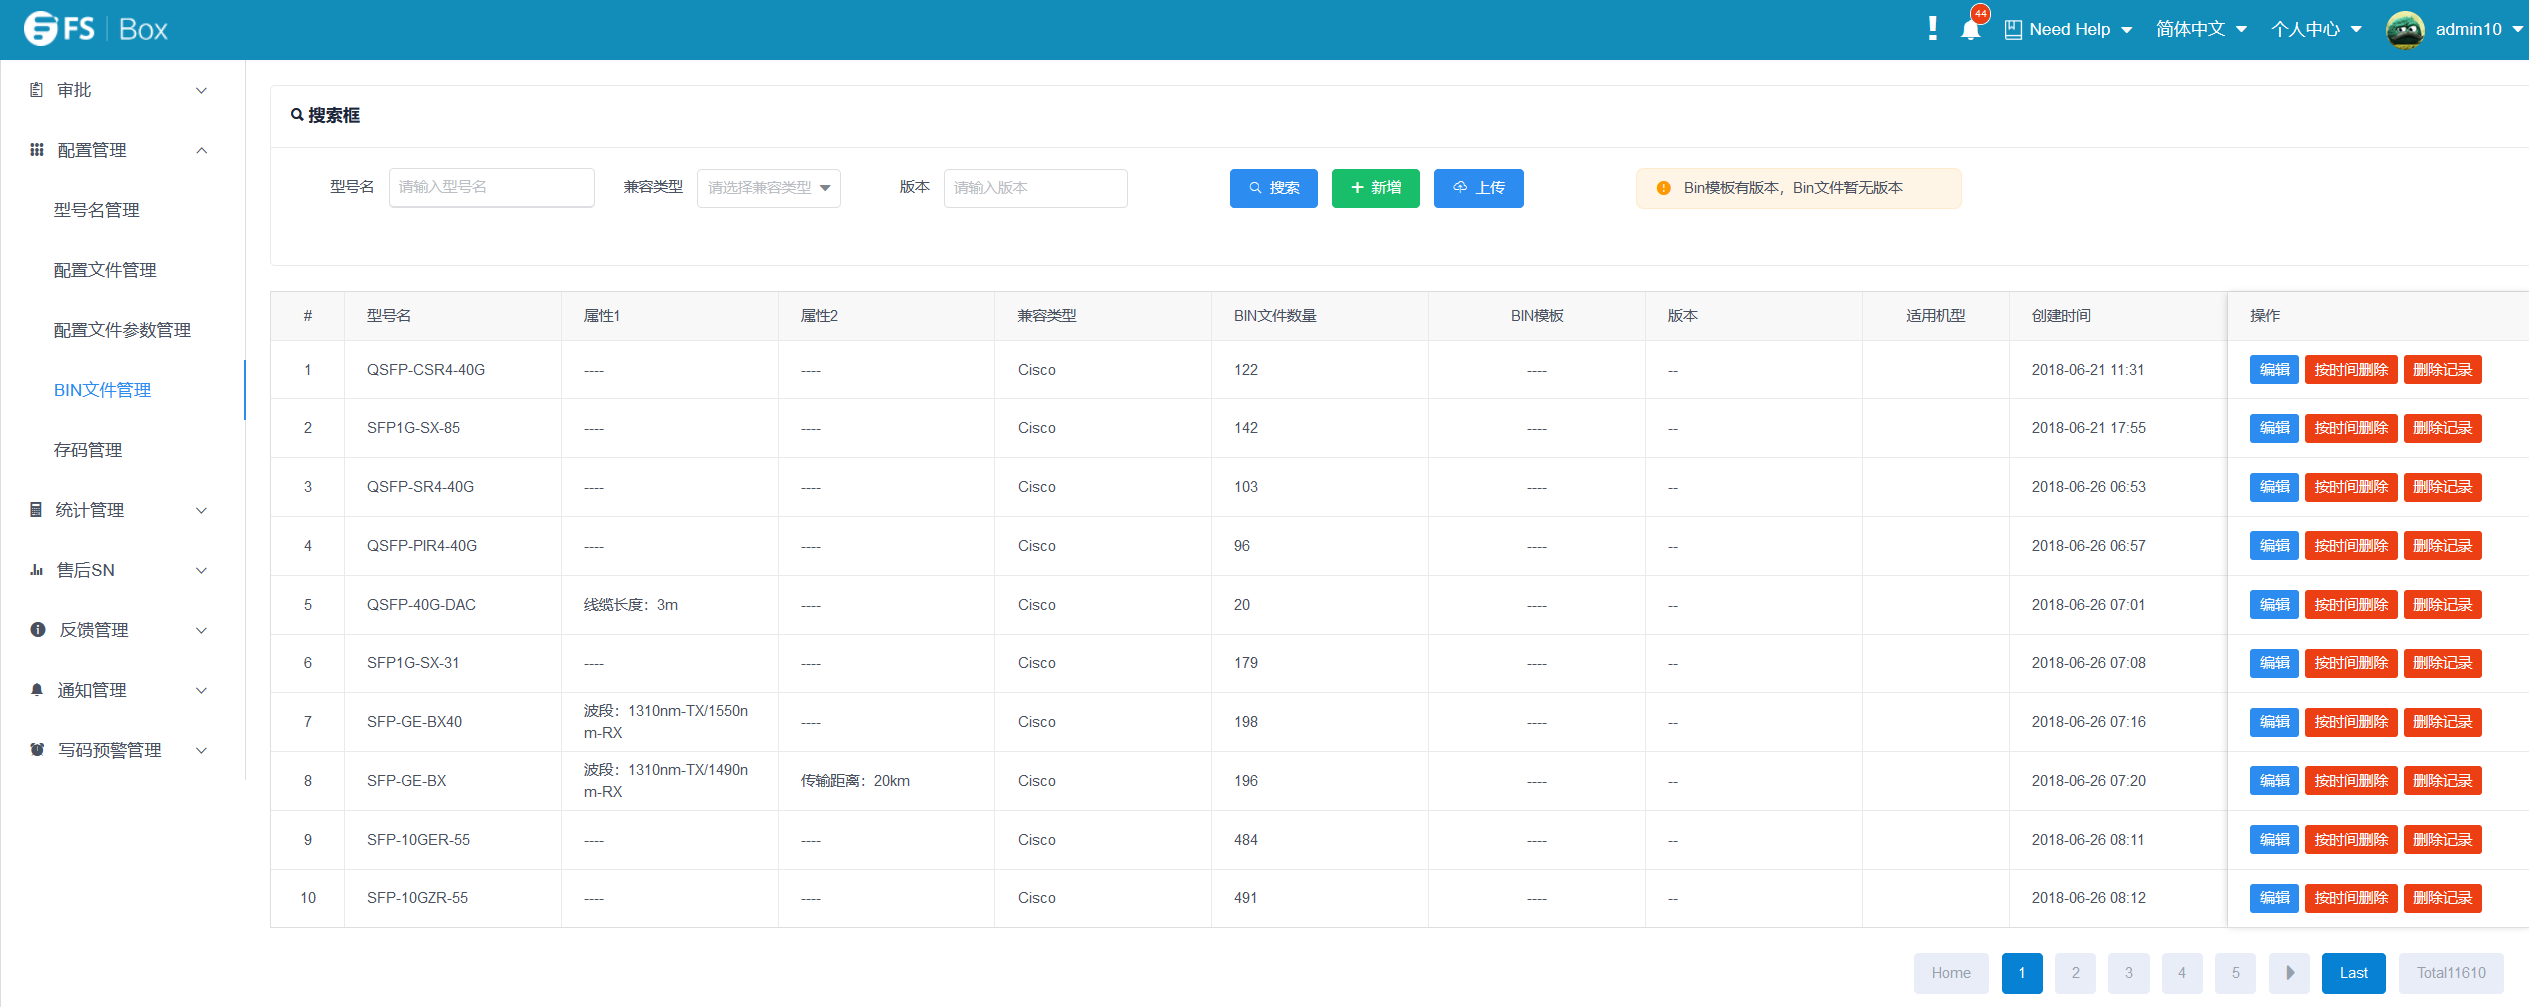 FS | Box
44
Need Help
简体中文
个人中心
admin10
审批
配置管理
型号名管理
配置文件管理
配置文件参数管理
BIN文件管理
存码管理
统计管理
售后SN
反馈管理
通知管理
写码预警管理
搜索框
型号名 请输入型号名 兼容类型 请选择兼容类型 版本 请输入版本 搜索 新增 上传 Bin模板有版本，Bin文件暂无版本
# 型号名 属性1 属性2 兼容类型 BIN文件数量 BIN模板 版本 适用机型 创建时间 操作
1 QSFP-CSR4-40G ---- ---- Cisco 122 ---- -- 2018-06-21 11:31 编辑 按时间删除 删除记录
2 SFP1G-SX-85 ---- ---- Cisco 142 ---- -- 2018-06-21 17:55 编辑 按时间删除 删除记录
3 QSFP-SR4-40G ---- ---- Cisco 103 ---- -- 2018-06-26 06:53 编辑 按时间删除 删除记录
4 QSFP-PIR4-40G ---- ---- Cisco 96 ---- -- 2018-06-26 06:57 编辑 按时间删除 删除记录
5 QSFP-40G-DAC 线缆长度：3m ---- Cisco 20 ---- -- 2018-06-26 07:01 编辑 按时间删除 删除记录
6 SFP1G-SX-31 ---- ---- Cisco 179 ---- -- 2018-06-26 07:08 编辑 按时间删除 删除记录
7 SFP-GE-BX40 波段：1310nm-TX/1550n
m-RX ---- Cisco 198 ---- -- 2018-06-26 07:16 编辑 按时间删除 删除记录
8 SFP-GE-BX 波段：1310nm-TX/1490n
m-RX 传输距离：20km Cisco 196 ---- -- 2018-06-26 07:20 编辑 按时间删除 删除记录
9 SFP-10GER-55 ---- ---- Cisco 484 ---- -- 2018-06-26 08:11 编辑 按时间删除 删除记录
10 SFP-10GZR-55 ---- ---- Cisco 491 ---- -- 2018-06-26 08:12 编辑 按时间删除 删除记录
Home 1 2 3 4 5 Last Total11610